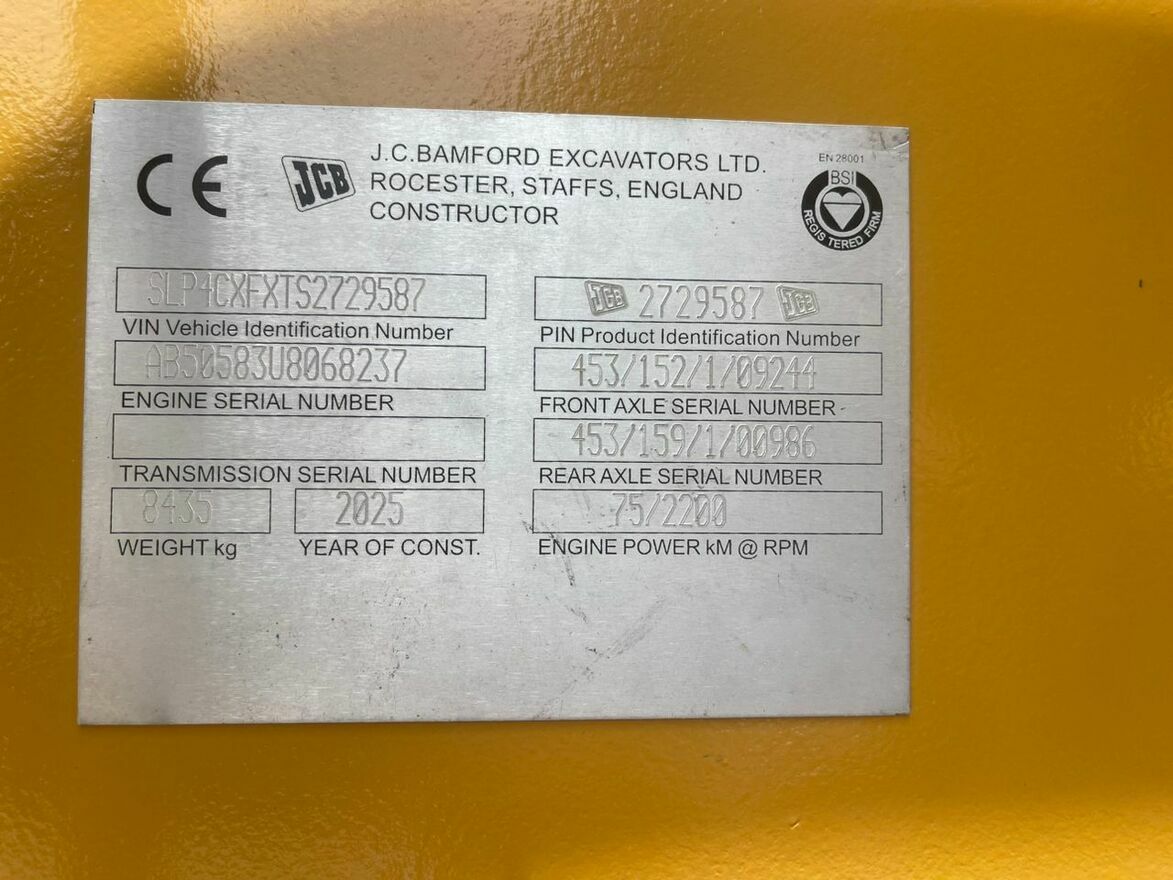 CE
JCB
J.C.BAMFORD EXCAVATORS LTD.
ROCESTER, STAFFS, ENGLAND
CONSTRUCTOR
EN 28001
BSI
REGISTERED FIRM
SLP4CXFXTS2729587
VIN Vehicle Identification Number
JCB 2729587 JCB
PIN Product Identification Number
AB50583U8068237
ENGINE SERIAL NUMBER
453/152/1/09244
FRONT AXLE SERIAL NUMBER
TRANSMISSION SERIAL NUMBER
453/159/1/00986
REAR AXLE SERIAL NUMBER
8435
WEIGHT kg
2025
YEAR OF CONST.
75/2200
ENGINE POWER kM @ RPM